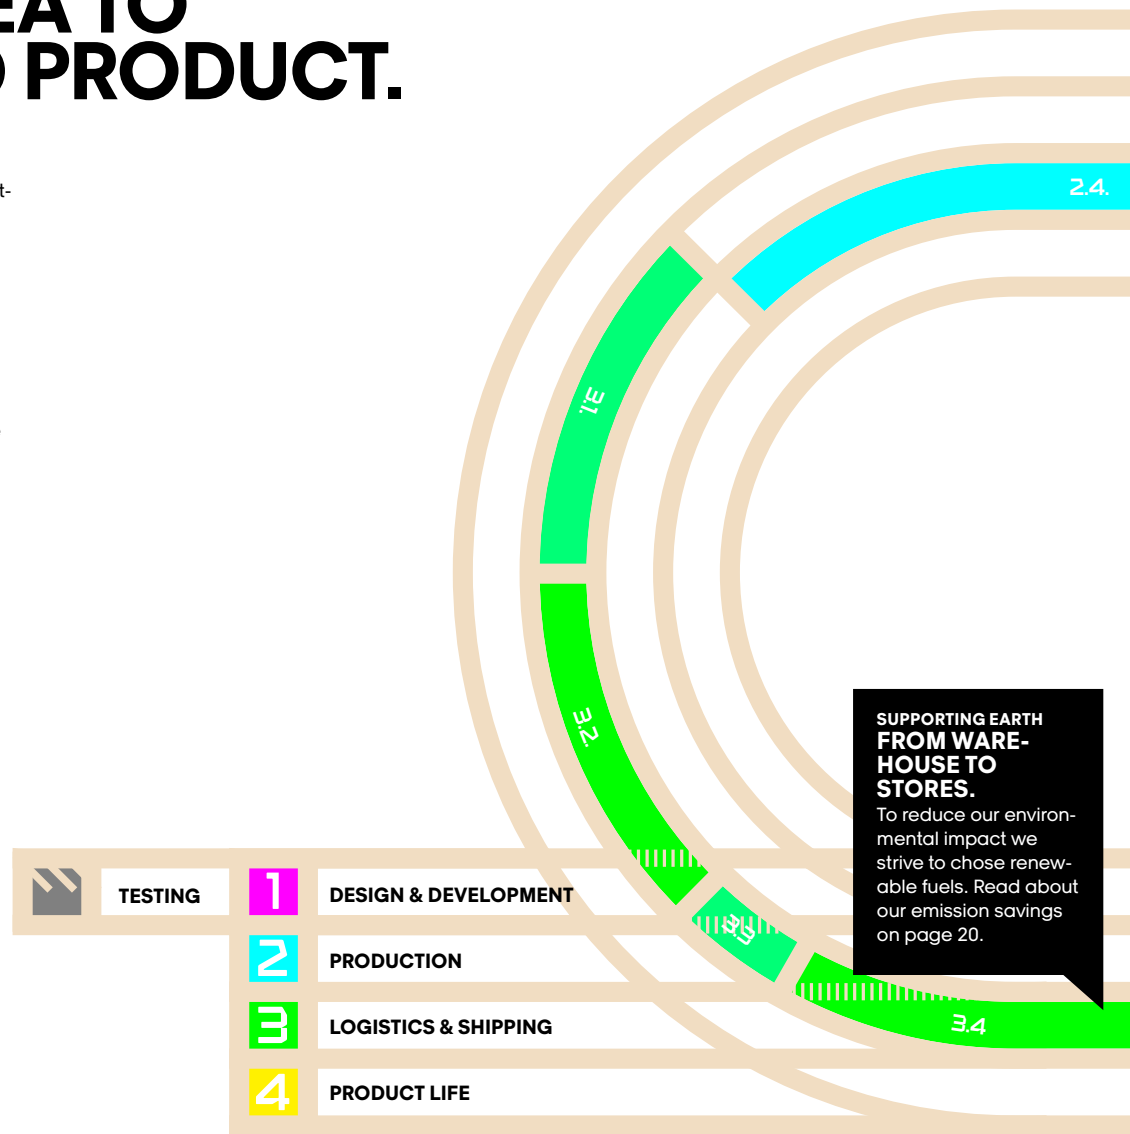 EA TO
PRODUCT.
t-
2.4.
3.1.
3.2.
3.3
3.4
SUPPORTING EARTH
FROM WARE-
HOUSE TO
STORES.
To reduce our environ-
mental impact we
strive to chose renew-
able fuels. Read about
our emission savings
on page 20.
TESTING
1 DESIGN & DEVELOPMENT
2 PRODUCTION
3 LOGISTICS & SHIPPING
4 PRODUCT LIFE